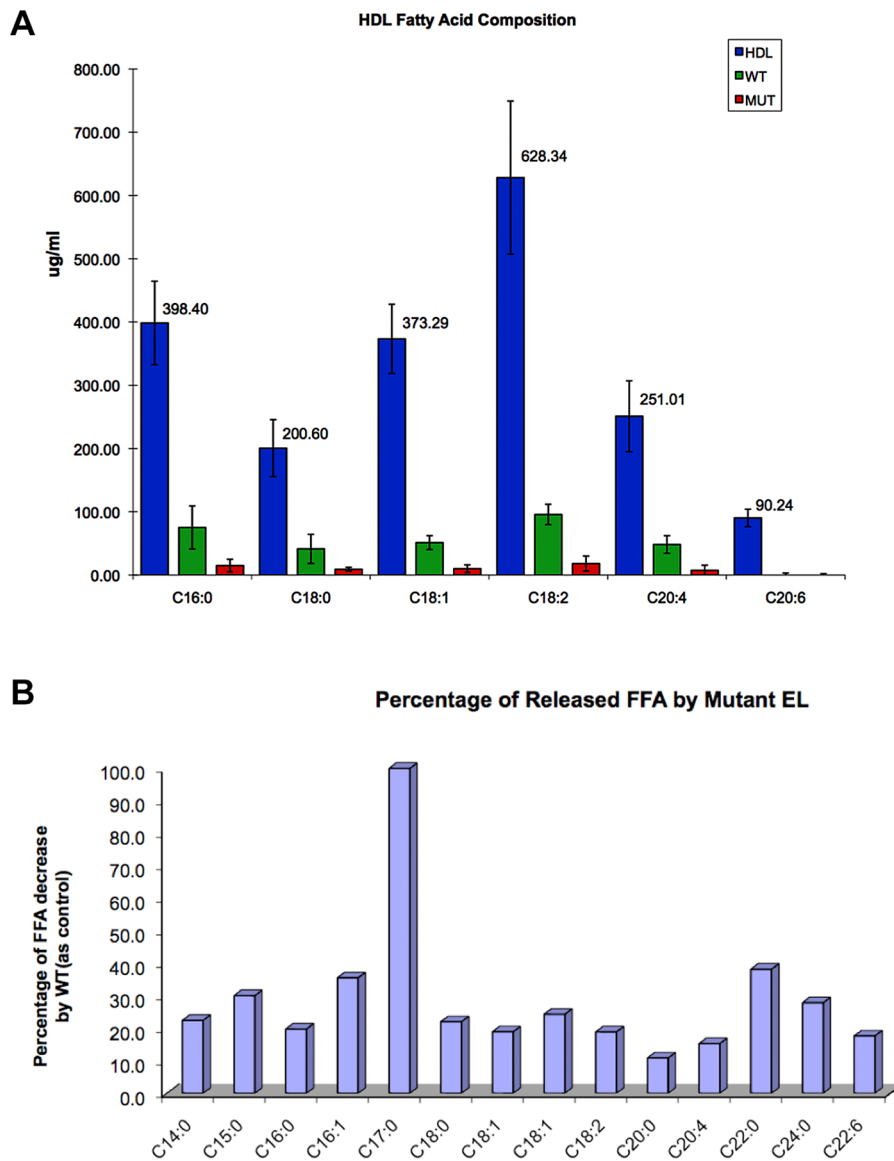 A
HDL Fatty Acid Composition
HDL
WT
MUT
ug/ml
800.00
700.00
600.00
500.00
400.00
300.00
200.00
100.00
0.00
398.40
200.60
373.29
628.34
251.01
90.24
C16:0 C18:0 C18:1 C18:2 C20:4 C20:6
B
Percentage of Released FFA by Mutant EL
Percentage of FFA decrease
by WT(as control)
100.0
90.0
80.0
70.0
60.0
50.0
40.0
30.0
20.0
10.0
0.0
C14:0 C15:0 C16:0 C16:1 C17:0 C18:0 C18:1 C18:1 C18:2 C20:0 C20:4 C22:0 C24:0 C22:6